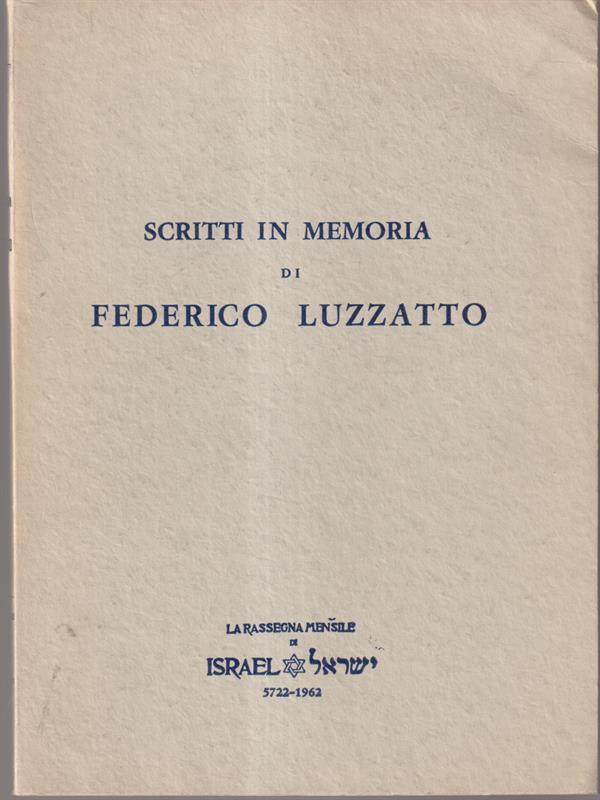 SCRITTI IN MEMORIA
DI
FEDERICO LUZZATTO
LA RASSEGNA MENSILE
DI
ISRAEL ✡ ישראל
5722-1962